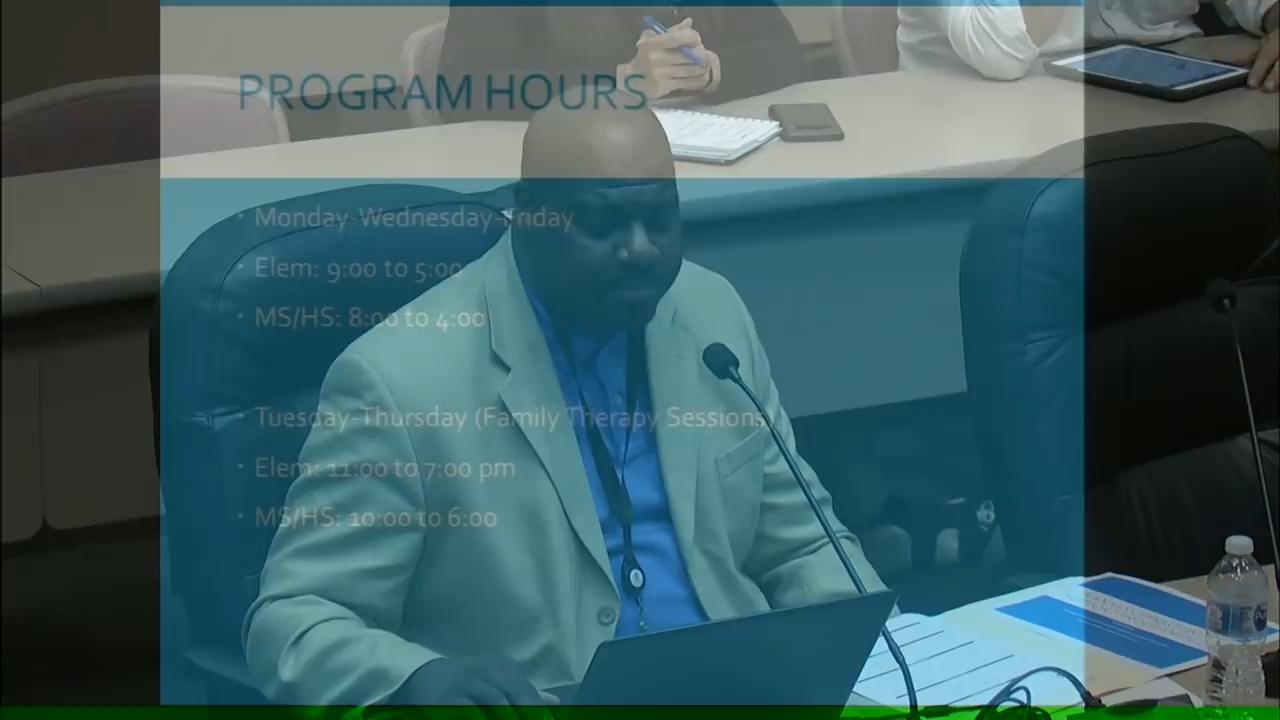 PROGRAM HOURS
· Monday-Wednesday-Friday
· Elem: 9:00 to 5:00
· MS/HS: 8:00 to 4:00
· Tuesday-Thursday (Family Therapy Sessions)
· Elem: 11:00 to 7:00 pm
· MS/HS: 10:00 to 6:00